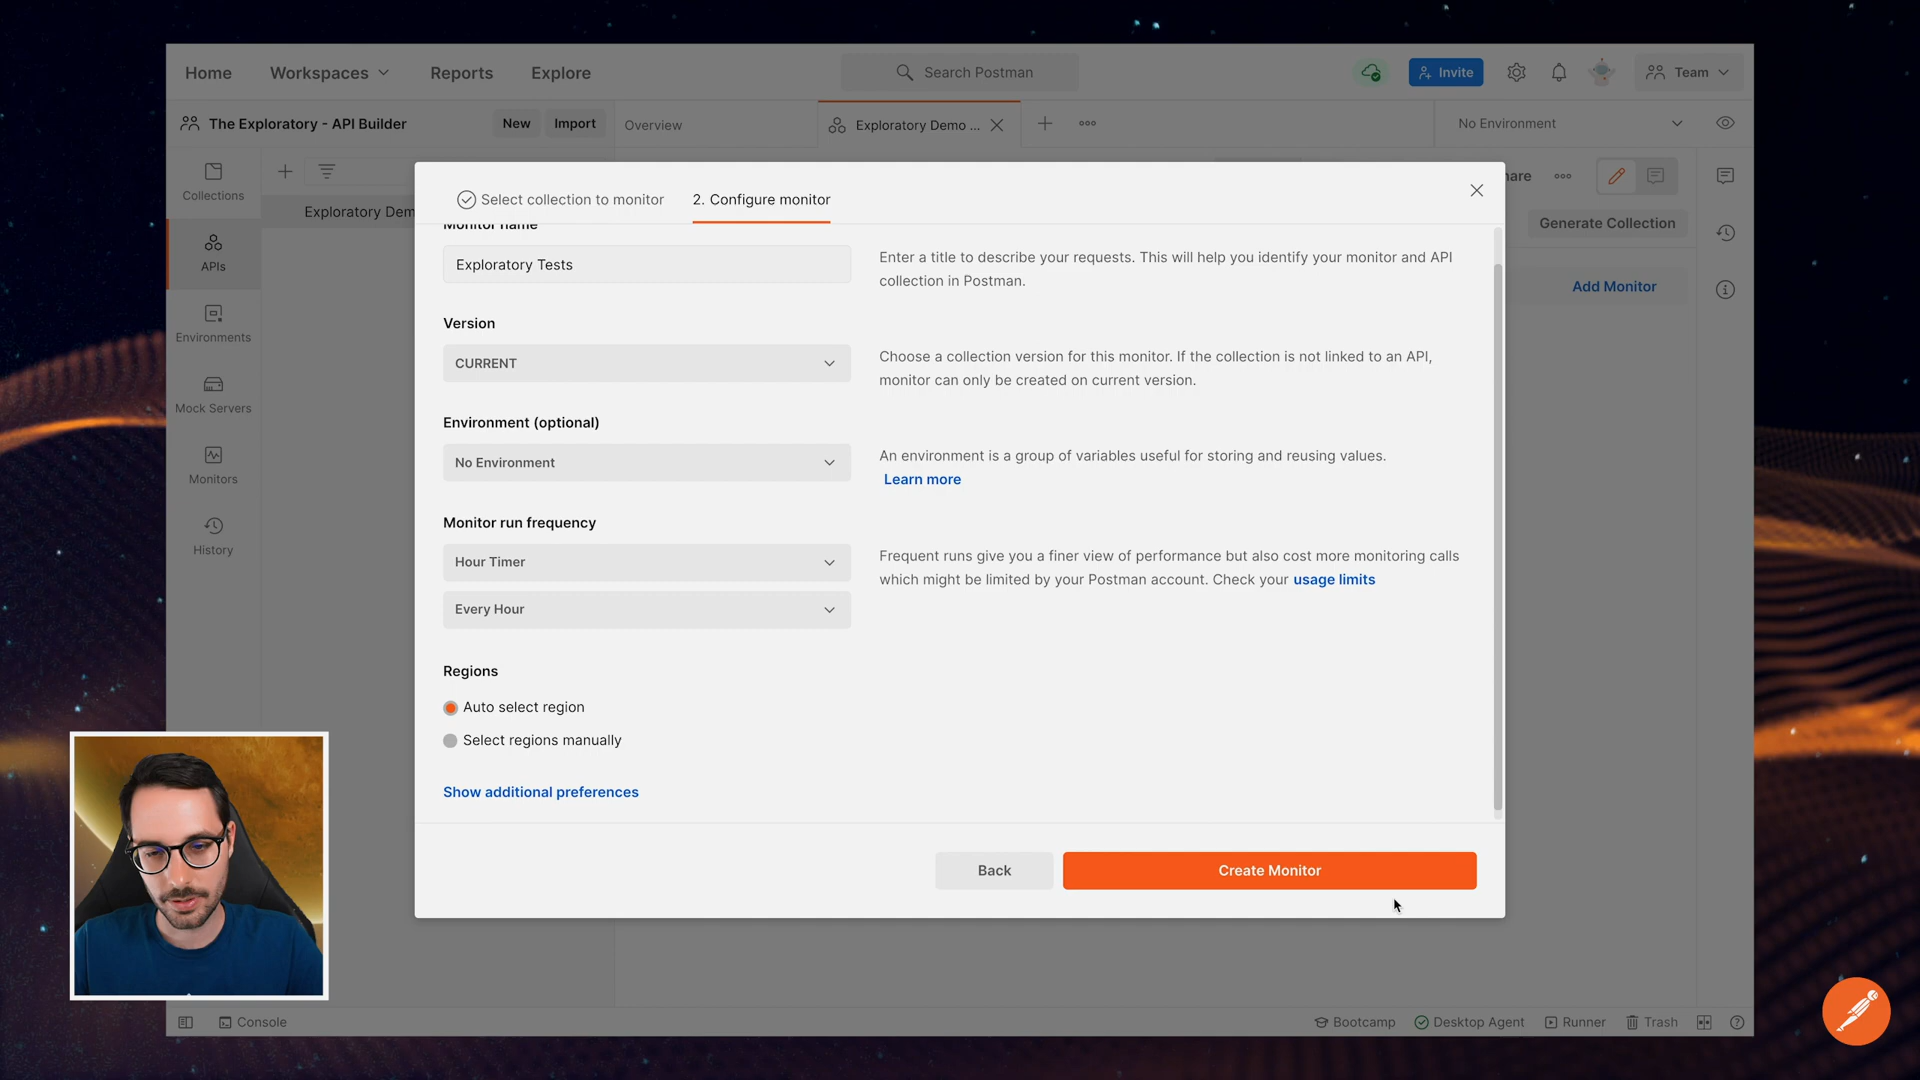 Home
Workspaces
Reports
Explore
Search Postman
Invite
Team
The Exploratory - API Builder
New
Import
Overview
Exploratory Demo ...
No Environment
Collections
APIs
Environments
Mock Servers
Monitors
History
Exploratory Dem
hare
Generate Collection
Add Monitor
Select collection to monitor
2. Configure monitor
Monitor name
Exploratory Tests
Enter a title to describe your requests. This will help you identify your monitor and API
collection in Postman.
Version
CURRENT
Choose a collection version for this monitor. If the collection is not linked to an API,
monitor can only be created on current version.
Environment (optional)
No Environment
An environment is a group of variables useful for storing and reusing values.
Learn more
Monitor run frequency
Hour Timer
Every Hour
Frequent runs give you a finer view of performance but also cost more monitoring calls
which might be limited by your Postman account. Check your usage limits
Regions
Auto select region
Select regions manually
Show additional preferences
Back
Create Monitor
Console
Bootcamp
Desktop Agent
Runner
Trash